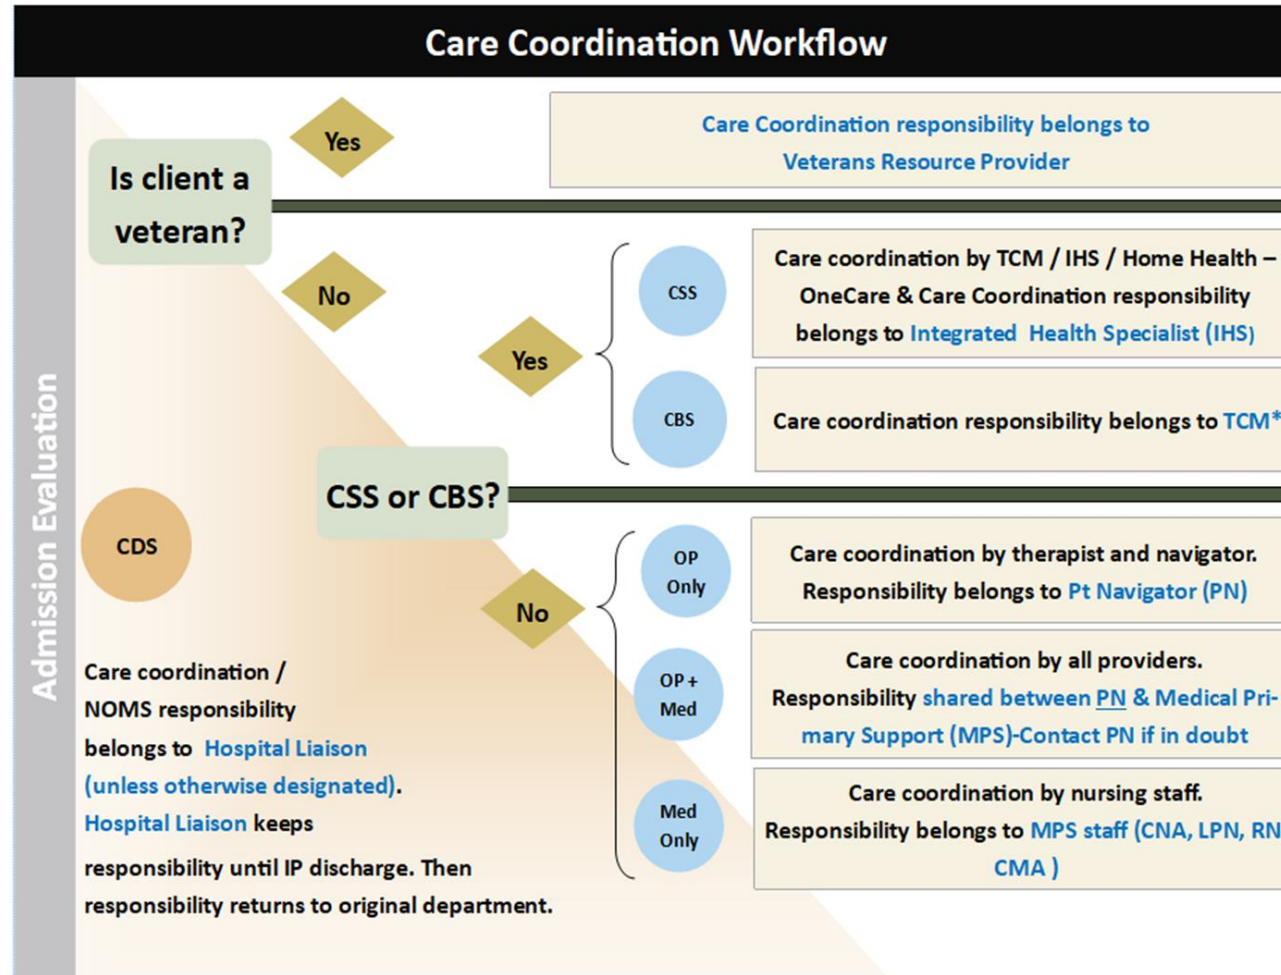 Care Coordination Workflow
Admission Evaluation
Is client a
veteran?
Yes
Care Coordination responsibility belongs to
Veterans Resource Provider
No
Yes
CSS
Care coordination by TCM / IHS / Home Health –
OneCare & Care Coordination responsibility
belongs to Integrated Health Specialist (IHS)
CBS
Care coordination responsibility belongs to TCM*
CSS or CBS?
No
OP
Only
Care coordination by therapist and navigator.
Responsibility belongs to Pt Navigator (PN)
OP +
Med
Care coordination by all providers.
Responsibility shared between PN & Medical Pri-
mary Support (MPS)-Contact PN if in doubt
Med
Only
Care coordination by nursing staff.
Responsibility belongs to MPS staff (CNA, LPN, RN
CMA )
CDS
Care coordination /
NOMS responsibility
belongs to Hospital Liaison
(unless otherwise designated).
Hospital Liaison keeps
responsibility until IP discharge. Then
responsibility returns to original department.